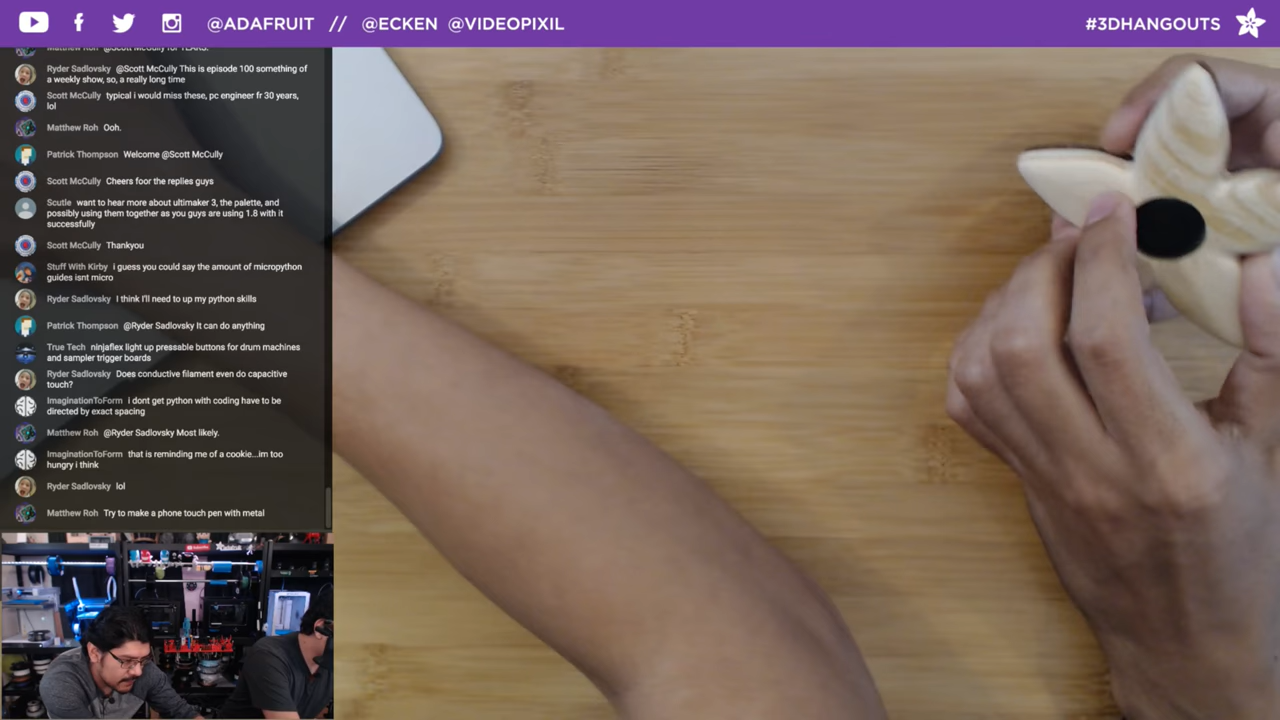 @ADAFRUIT // @ECKEN @VIDEOPIXIL
#3DHANGOUTS
Matthew Roh @Scott McCully for YEARS.
Ryder Sadlovsky @Scott McCully This is episode 100 something of
a weekly show, so, a really long time
Scott McCully typical i would miss these, pc engineer fr 30 years,
lol
Matthew Roh Ooh.
Patrick Thompson Welcome @Scott McCully
Scott McCully Cheers foor the replies guys
Scutle want to hear more about ultimaker 3, the palette, and
possibly using them together as you guys are using 1.8 with it
successfully
Scott McCully Thankyou
Stuff With Kirby i guess you could say the amount of micropython
guides isnt micro
Ryder Sadlovsky I think I'll need to up my python skills
Patrick Thompson @Ryder Sadlovsky It can do anything
True Tech ninjaflex light up pressable buttons for drum machines
and sampler trigger boards
Ryder Sadlovsky Does conductive filament even do capacitive
touch?
ImaginationToForm i dont get python with coding have to be
directed by exact spacing
Matthew Roh @Ryder Sadlovsky Most likely.
ImaginationToForm that is reminding me of a cookie...im too
hungry i think
Ryder Sadlovsky lol
Matthew Roh Try to make a phone touch pen with metal